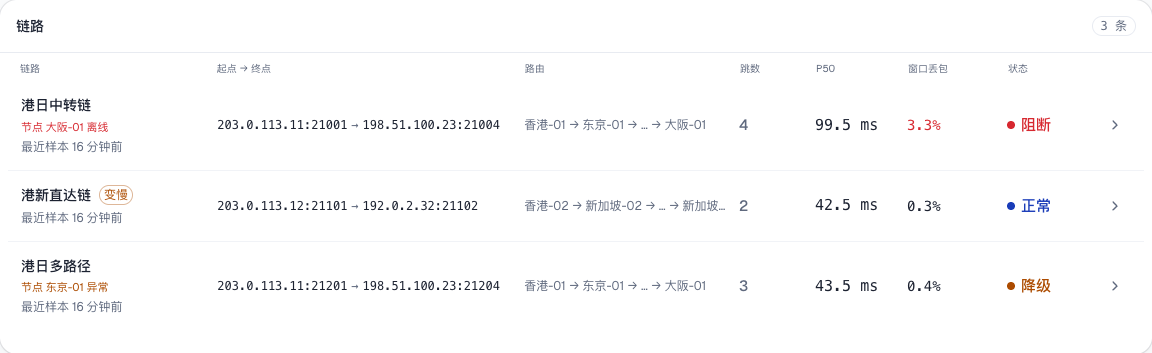 链路
3 条
链路 起点 → 终点 路由 跳数 P50 窗口丢包 状态
港日中转链
节点 大阪-01 离线
最近样本 16 分钟前
203.0.113.11:21001 → 198.51.100.23:21004 香港-01 → 东京-01 → … → 大阪-01 4 99.5 ms 3.3% 阻断
港新直达链 变慢
最近样本 16 分钟前
203.0.113.12:21101 → 192.0.2.32:21102 香港-02 → 新加坡-02 → … → 新加坡… 2 42.5 ms 0.3% 正常
港日多路径
节点 东京-01 异常
最近样本 16 分钟前
203.0.113.11:21201 → 198.51.100.23:21204 香港-01 → 东京-01 → … → 大阪-01 3 43.5 ms 0.4% 降级